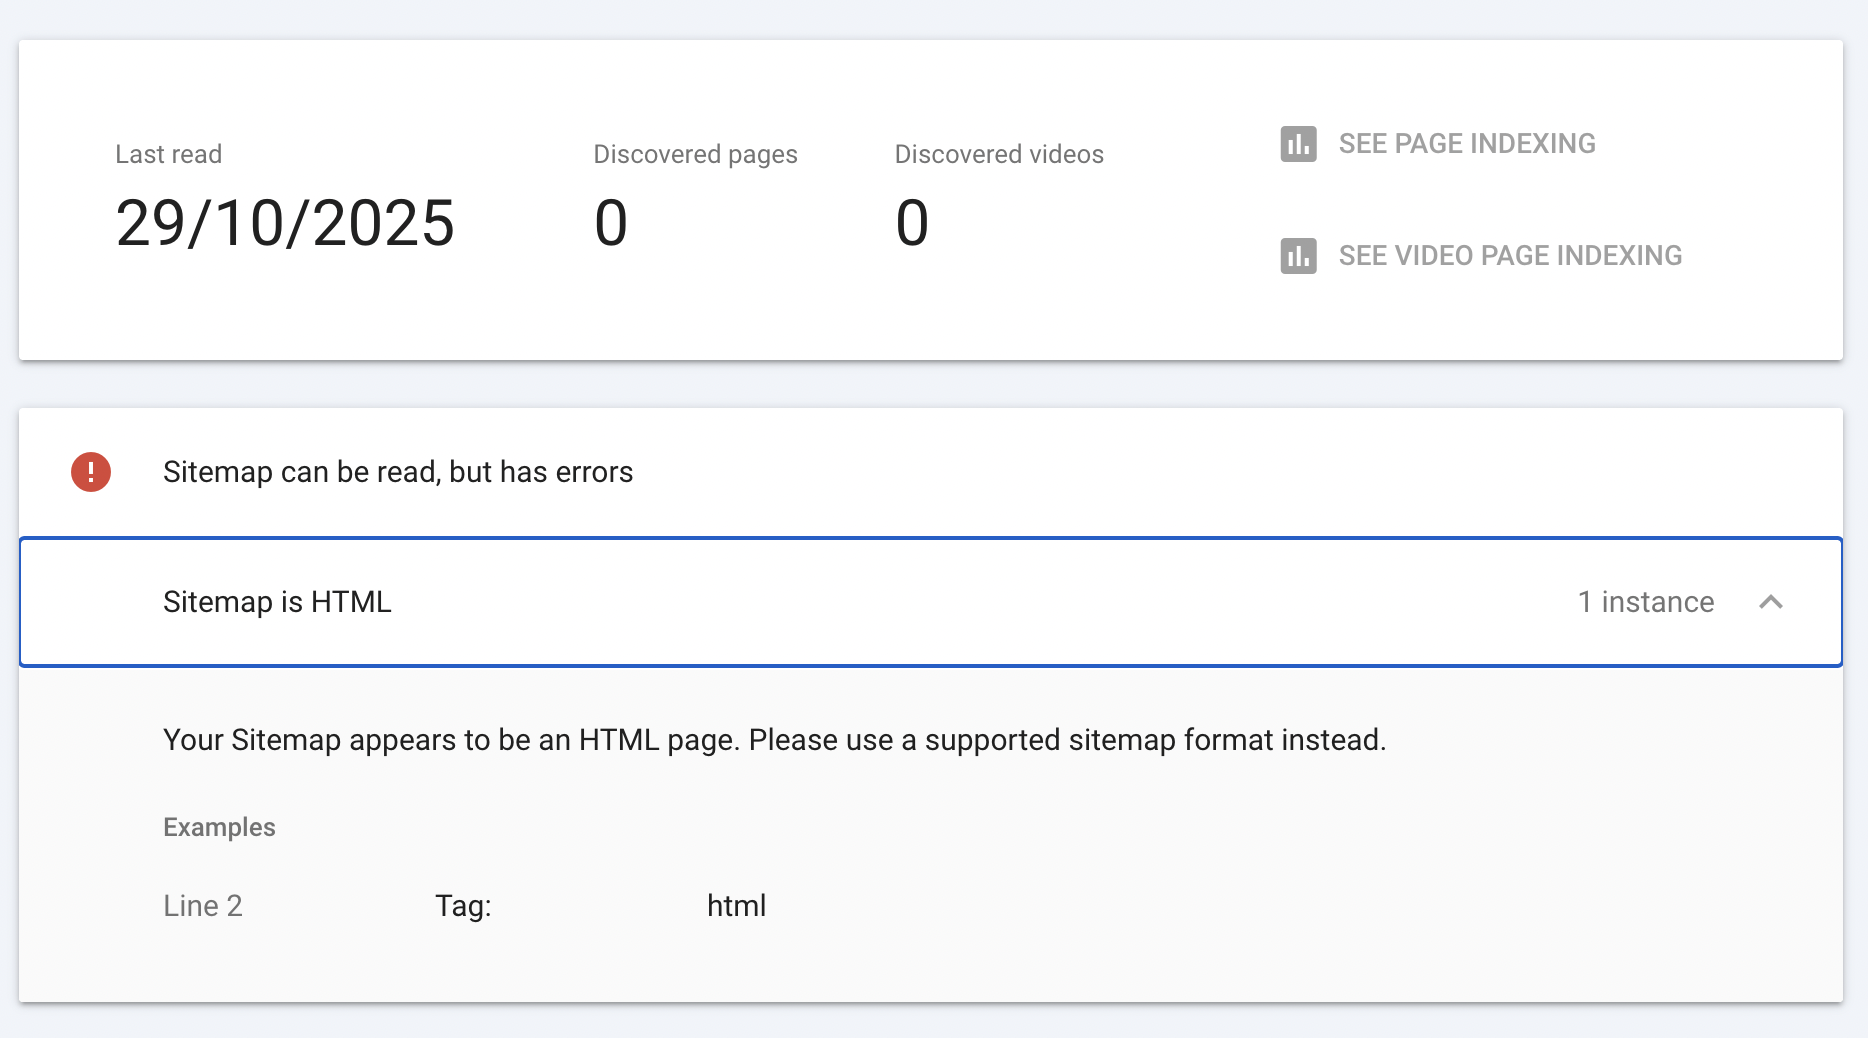 Last read
29/10/2025
Discovered pages
0
Discovered videos
0
SEE PAGE INDEXING
SEE VIDEO PAGE INDEXING
Sitemap can be read, but has errors
Sitemap is HTML 1 instance
Your Sitemap appears to be an HTML page. Please use a supported sitemap format instead.
Examples
Line 2 Tag: html